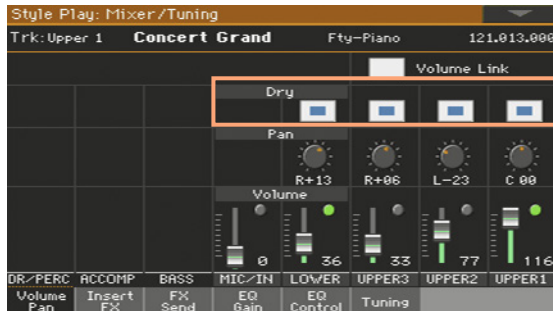 Style Play: Mixer/Tuning
Trk:Upper 1 Concert Grand Fty-Piano 121.013.000
Volume Link
Dry
Pan
R+13 R+06 L-23 C 00
Volume
0 36 33 77 116
DR/PERC ACCOMP BASS MIC/IN LOWER UPPER3 UPPER2 UPPER1
Volume Insert FX EQ EQ Tuning
Pan FX Send Gain Control